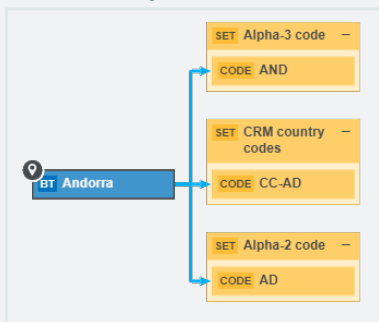 SET Alpha-3 code –
CODE AND
SET CRM country –
codes
BT Andorra
CODE CC-AD
SET Alpha-2 code –
CODE AD